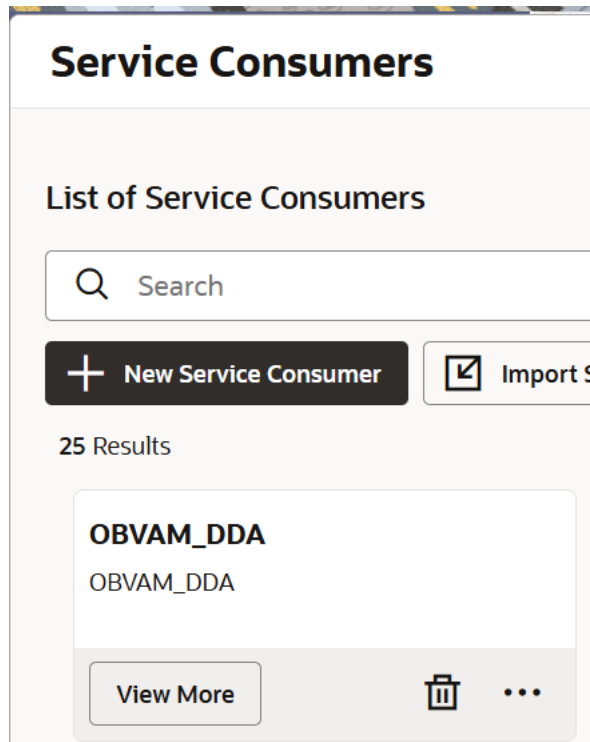 Service Consumers
List of Service Consumers
Search
New Service Consumer
Import
25 Results
OBVAM_DDA
OBVAM_DDA
View More